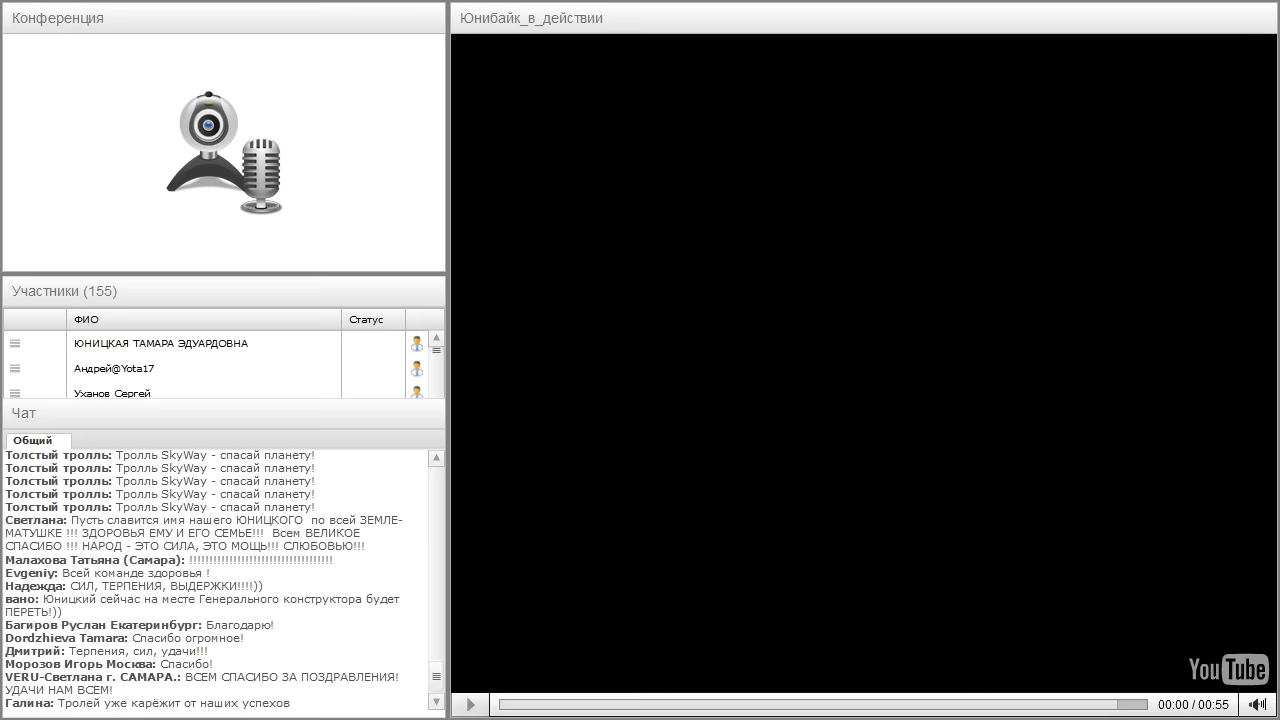 Конференция
Юнибайк_в_действии
Участники (155)
ФИО
Статус
ЮНИЦКАЯ ТАМАРА ЭДУАРДОВНА
Андрей@Yota17
Уханов Сергей
Чат
Общий
Толстый тролль: Тролль SkyWay - спасай планету!
Толстый тролль: Тролль SkyWay - спасай планету!
Толстый тролль: Тролль SkyWay - спасай планету!
Толстый тролль: Тролль SkyWay - спасай планету!
Толстый тролль: Тролль SkyWay - спасай планету!
Светлана: Пусть славится имя нашего ЮНИЦКОГО  по всей ЗЕМЛЕ-
МАТУШКЕ !!! ЗДОРОВЬЯ ЕМУ И ЕГО СЕМЬЕ!!!  Всем ВЕЛИКОЕ
СПАСИБО !!! НАРОД - ЭТО СИЛА, ЭТО МОЩЬ!!! СЛЮБОВЬЮ!!!
Малахова Татьяна (Самара): !!!!!!!!!!!!!!!!!!!!!!!!!!!!!!!!!!!!
Evgeniy: Всей команде здоровья !
Надежда: СИЛ, ТЕРПЕНИЯ, ВЫДЕРЖКИ!!!!))
вано: Юницкий сейчас на месте Генерального конструктора будет
ПЕРЕТЬ!))
Багиров Руслан Екатеринбург: Благодарю!
Dordzhieva Tamara: Спасибо огромное!
Дмитрий: Терпения, сил, удачи!!!
Морозов Игорь Москва: Спасибо!
VERU-Светлана г. САМАРА.: ВСЕМ СПАСИБО ЗА ПОЗДРАВЛЕНИЯ!
УДАЧИ НАМ ВСЕМ!
Галина: Тролей уже карёжит от наших успехов
YouTube
00:00 / 00:55